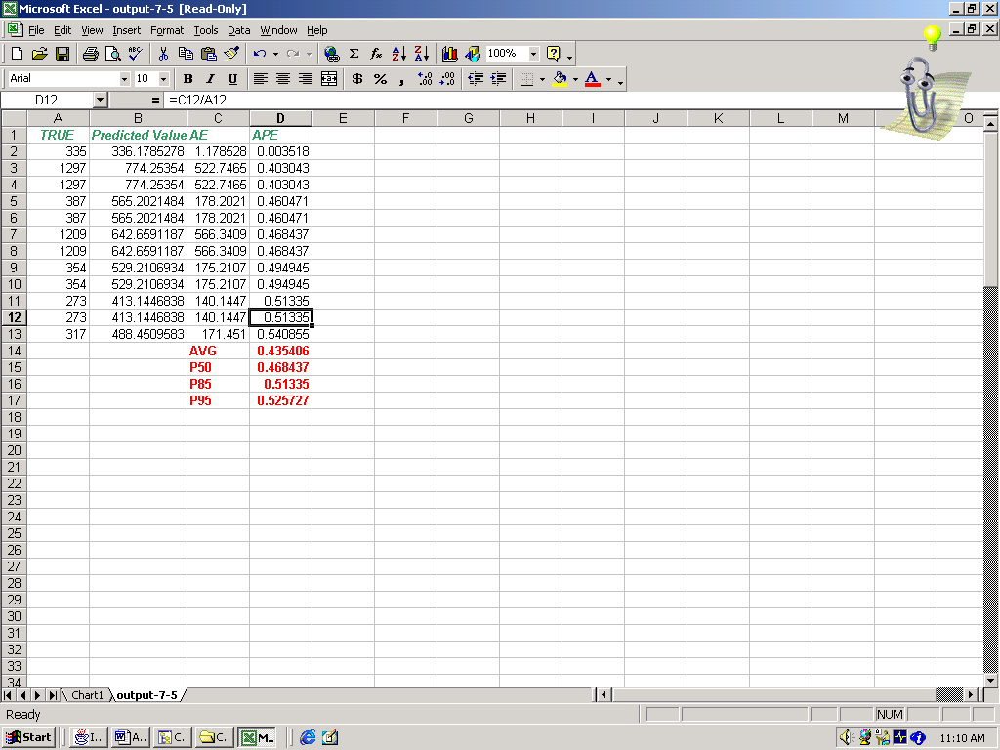 Microsoft Excel - output-7-5 [Read-Only]
File Edit View Insert Format Tools Data Window Help
100%
Arial 10 B I U $ % ,
D12 = =C12/A12
A B C D E F G H I J K L M O
1 TRUE Predicted Value AE APE
2 335 336.1785278 1.178528 0.003518
3 1297 774.25354 522.7465 0.403043
4 1297 774.25354 522.7465 0.403043
5 387 565.2021484 178.2021 0.460471
6 387 565.2021484 178.2021 0.460471
7 1209 642.6591187 566.3409 0.468437
8 1209 642.6591187 566.3409 0.468437
9 354 529.2106934 175.2107 0.494945
10 354 529.2106934 175.2107 0.494945
11 273 413.1446838 140.1447 0.51335
12 273 413.1446838 140.1447 0.51335
13 317 488.4509583 171.451 0.540855
14 AVG 0.435406
15 P50 0.468437
16 P85 0.51335
17 P95 0.525727
18
19
20
21
22
23
24
25
26
27
28
29
30
31
32
33
34
Chart1 output-7-5
Ready NUM
Start I... A... C... C... M... 11:10 AM